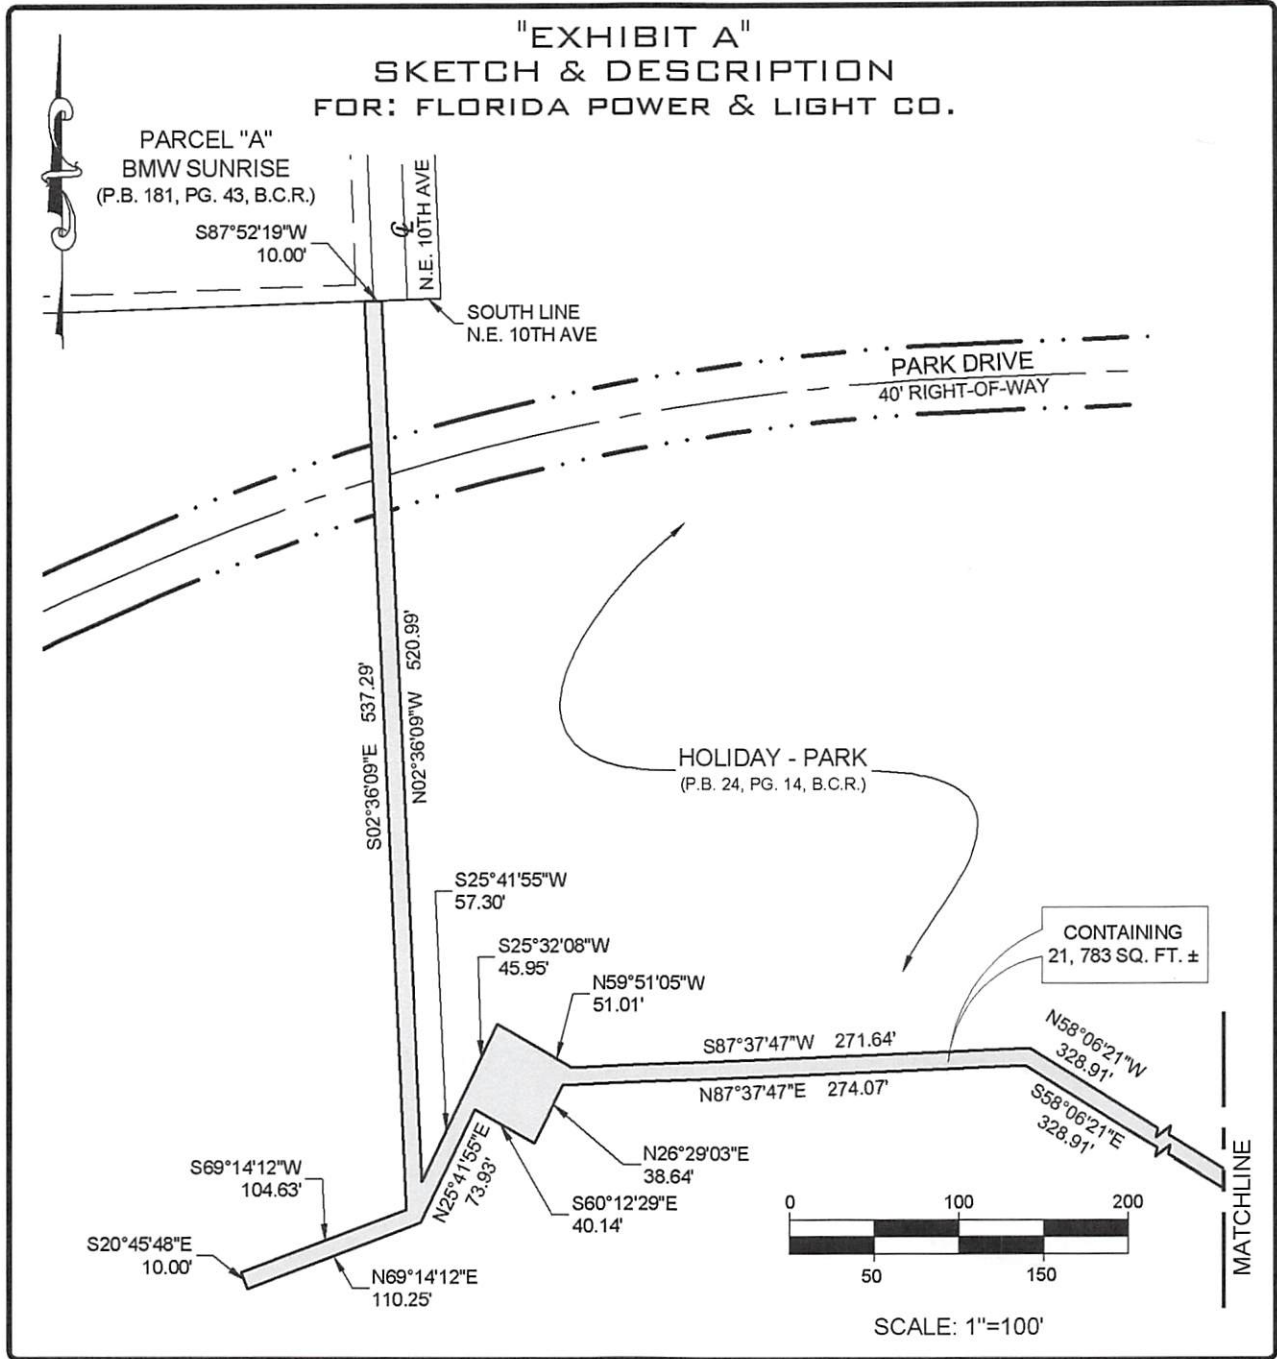 "EXHIBIT A"
SKETCH & DESCRIPTION
FOR: FLORIDA POWER & LIGHT CO.
PARCEL "A"
BMW SUNRISE
(P.B. 181, PG. 43, B.C.R.)
S87°52'19"W
10.00'
℄
N.E. 10TH AVE
SOUTH LINE
N.E. 10TH AVE
PARK DRIVE
40' RIGHT-OF-WAY
S02°36'09"E 537.29'
N02°36'09"W 520.99'
HOLIDAY - PARK
(P.B. 24, PG. 14, B.C.R.)
S25°41'55"W
57.30'
S25°32'08"W
45.95'
N59°51'05"W
51.01'
CONTAINING
21, 783 SQ. FT. ±
S87°37'47"W 271.64'
N87°37'47"E 274.07'
N58°06'21"W
328.91'
S58°06'21"E
328.91'
N26°29'03"E
38.64'
S60°12'29"E
40.14'
N25°41'55"E
73.93'
S69°14'12"W
104.63'
S20°45'48"E
10.00'
N69°14'12"E
110.25'
0 100 200
50 150
SCALE: 1"=100'
MATCHLINE